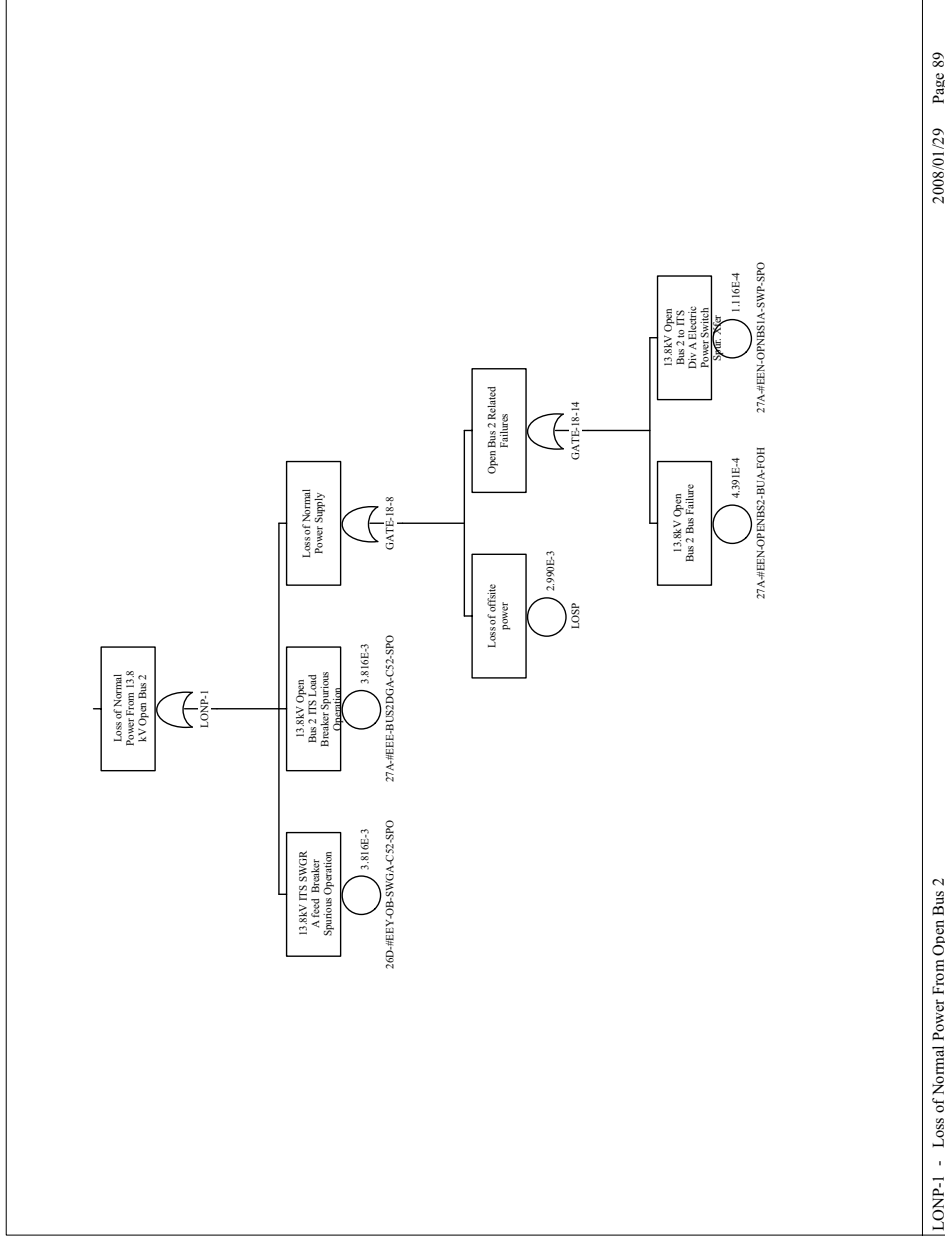 Loss of Normal
Power From 13.8
kV Open Bus 2
LONP-1
13.8kV ITS SWGR
A feed Breaker
Spurious Operation
3.816E-3
26D-#EEY-OB-SWGA-C52-SPO
13.8kV Open
Bus 2 ITS Load
Breaker Spurious
Operation
3.816E-3
27A-#EEE-BUS2DGA-C52-SPO
Loss of Normal
Power Supply
GATE-18-8
Loss of offsite
power
2.990E-3
LOSP
Open Bus 2 Related
Failures
GATE-18-14
13.8kV Open
Bus 2 Bus Failure
4.391E-4
27A-#EEN-OPENBS2-BUA-FOH
13.8kV Open
Bus 2 to ITS
Div A Electric
Power Switch
Spur. Xfer
1.116E-4
27A-#EEN-OPNBS1A-SWP-SPO
LONP-1 - Loss of Normal Power From Open Bus 2
2008/01/29 Page 89